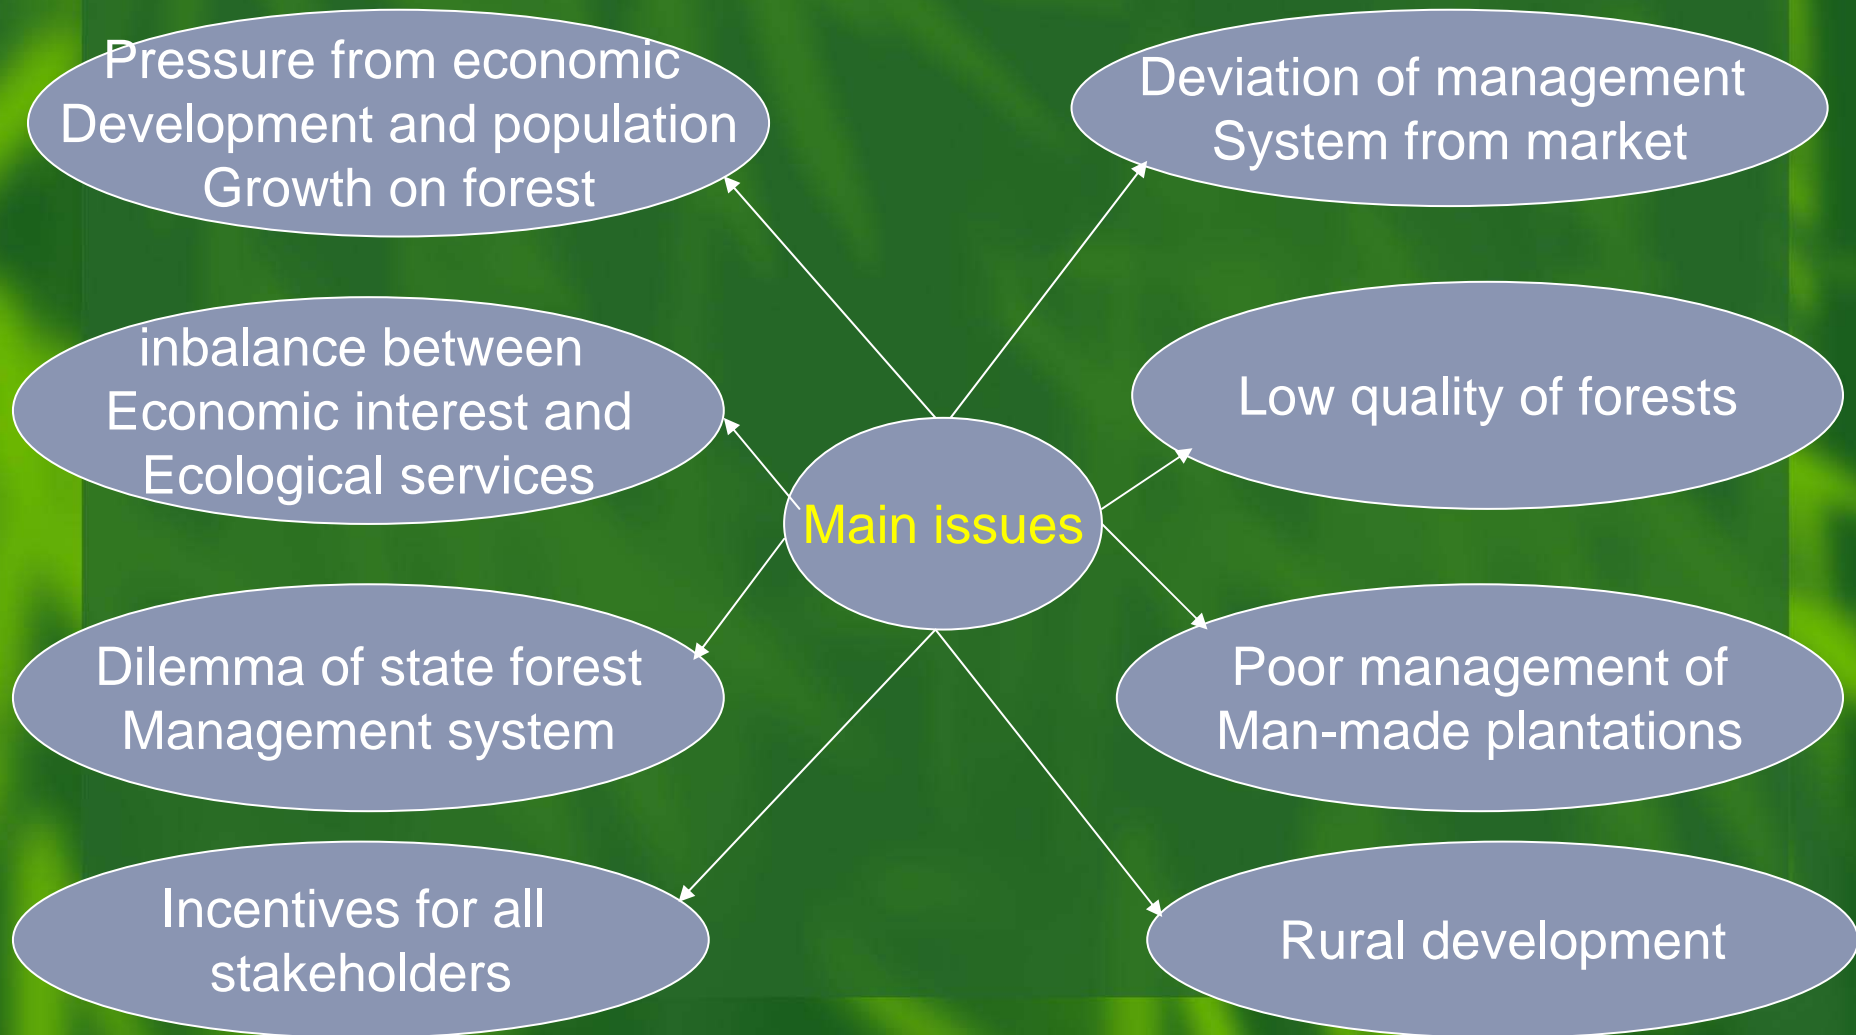 Pressure from economic
Development and population
Growth on forest
Deviation of management
System from market
inbalance between
Economic interest and
Ecological services
Low quality of forests
Main issues
Dilemma of state forest
Management system
Poor management of
Man-made plantations
Incentives for all
stakeholders
Rural development